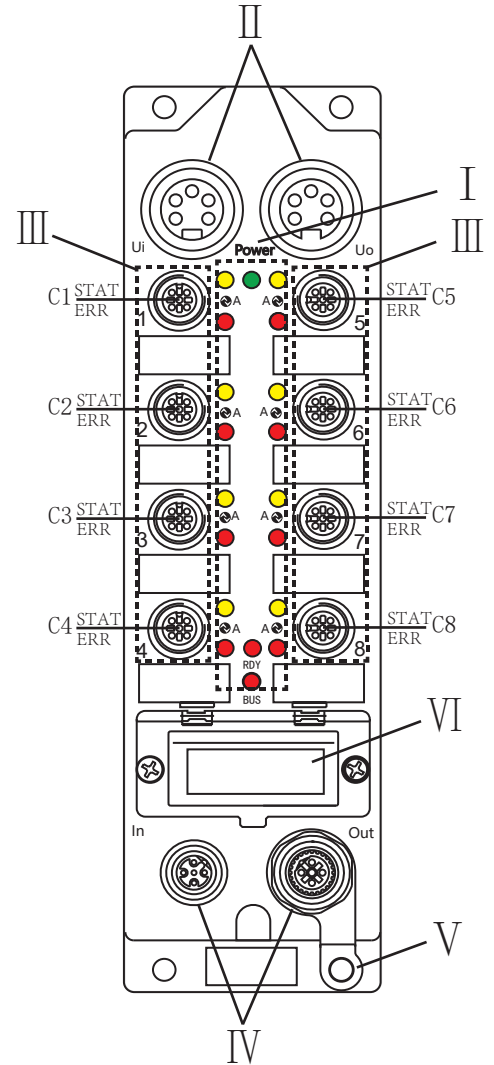 Ⅱ
Ⅰ
Ⅲ
Ⅲ
Ui
Power
Uo
C1 STAT ERR
1
A
A
5
STAT ERR C5
C2 STAT ERR
2
A
A
6
STAT ERR C6
C3 STAT ERR
3
A
A
7
STAT ERR C7
C4 STAT ERR
4
A
A
8
STAT ERR C8
RDY
BUS
Ⅵ
In
Out
Ⅴ
Ⅳ